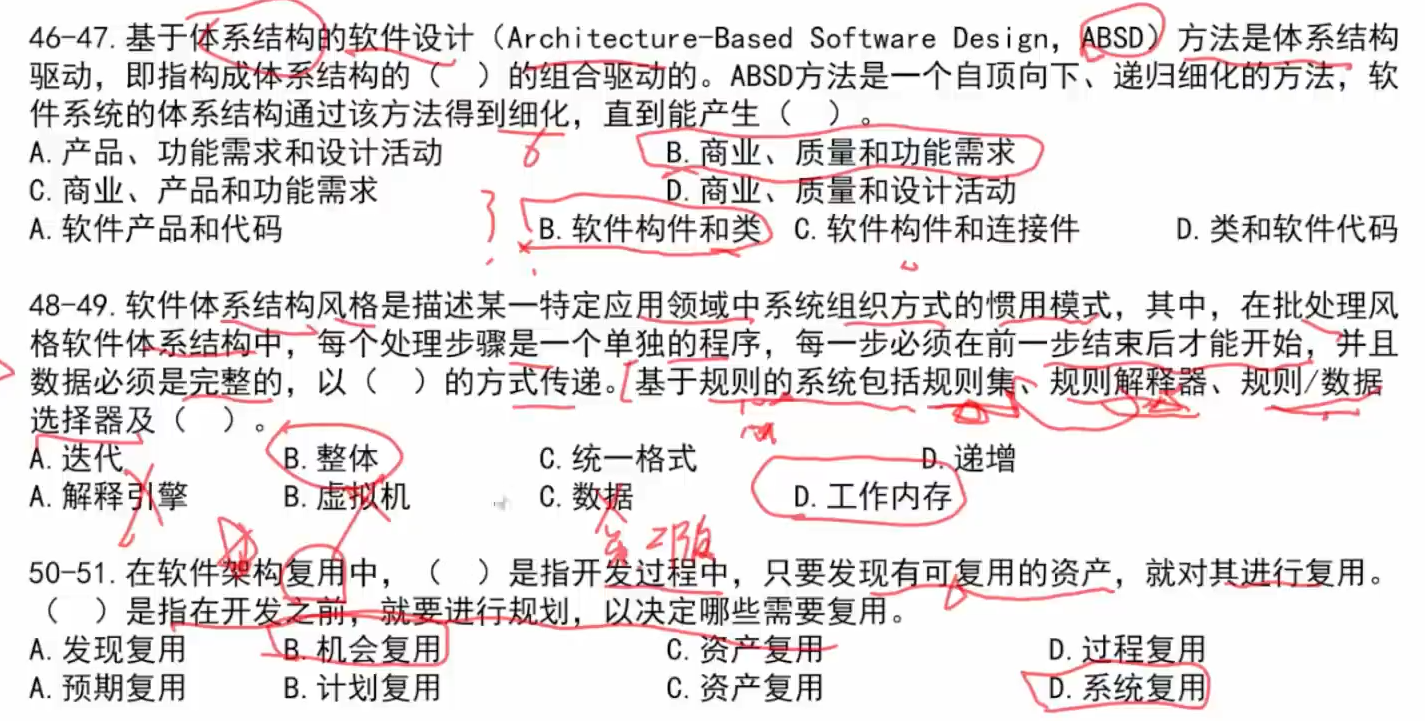 46-47.基于体系结构的软件设计（Architecture-Based Software Design，ABSD）方法是体系结构
驱动，即指构成体系结构的（ ）的组合驱动的。ABSD方法是一个自顶向下、递归细化的方法，软
件系统的体系结构通过该方法得到细化，直到能产生（ ）。
A.产品、功能需求和设计活动 B.商业、质量和功能需求
C.商业、产品和功能需求 D.商业、质量和设计活动
A.软件产品和代码 B.软件构件和类 C.软件构件和连接件 D.类和软件代码
48-49.软件体系结构风格是描述某一特定应用领域中系统组织方式的惯用模式，其中，在批处理风
格软件体系结构中，每个处理步骤是一个单独的程序，每一步必须在前一步结束后才能开始，并且
数据必须是完整的，以（ ）的方式传递。基于规则的系统包括规则集、规则解释器、规则/数据
选择器及（ ）。
A.迭代 B.整体 C.统一格式 D.递增
A.解释引擎 B.虚拟机 C.数据 D.工作内存
第二版
50-51.在软件架构复用中，（ ）是指开发过程中，只要发现有可复用的资产，就对其进行复用。
（ ）是指在开发之前，就要进行规划，以决定哪些需要复用。
A.发现复用 B.机会复用 C.资产复用 D.过程复用
A.预期复用 B.计划复用 C.资产复用 D.系统复用